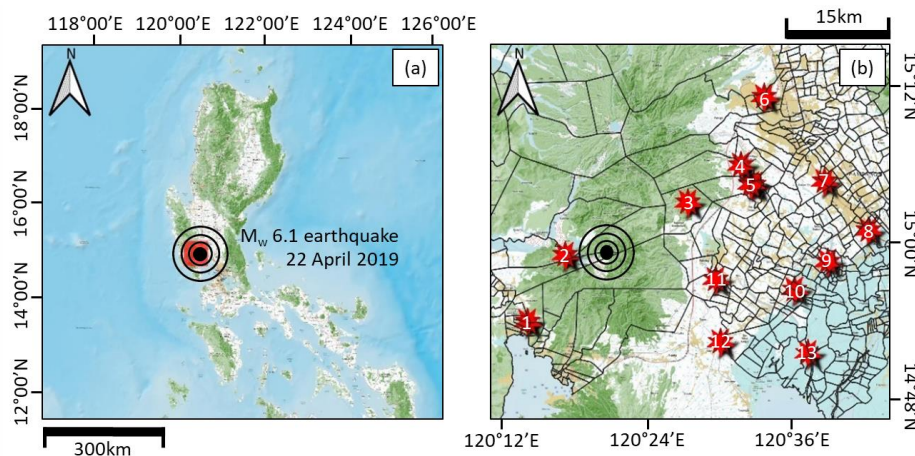 118°00′E 120°00′E 122°00′E 124°00′E 126°00′E
N
(a)
18°00′N
16°00′N
14°00′N
12°00′N
M_w 6.1 earthquake
22 April 2019
300km
15km
N
(b)
15°12′N
15°00′N
14°48′N
6
4
5
7
3
8
2
9
11
10
1
12
13
120°12′E 120°24′E 120°36′E